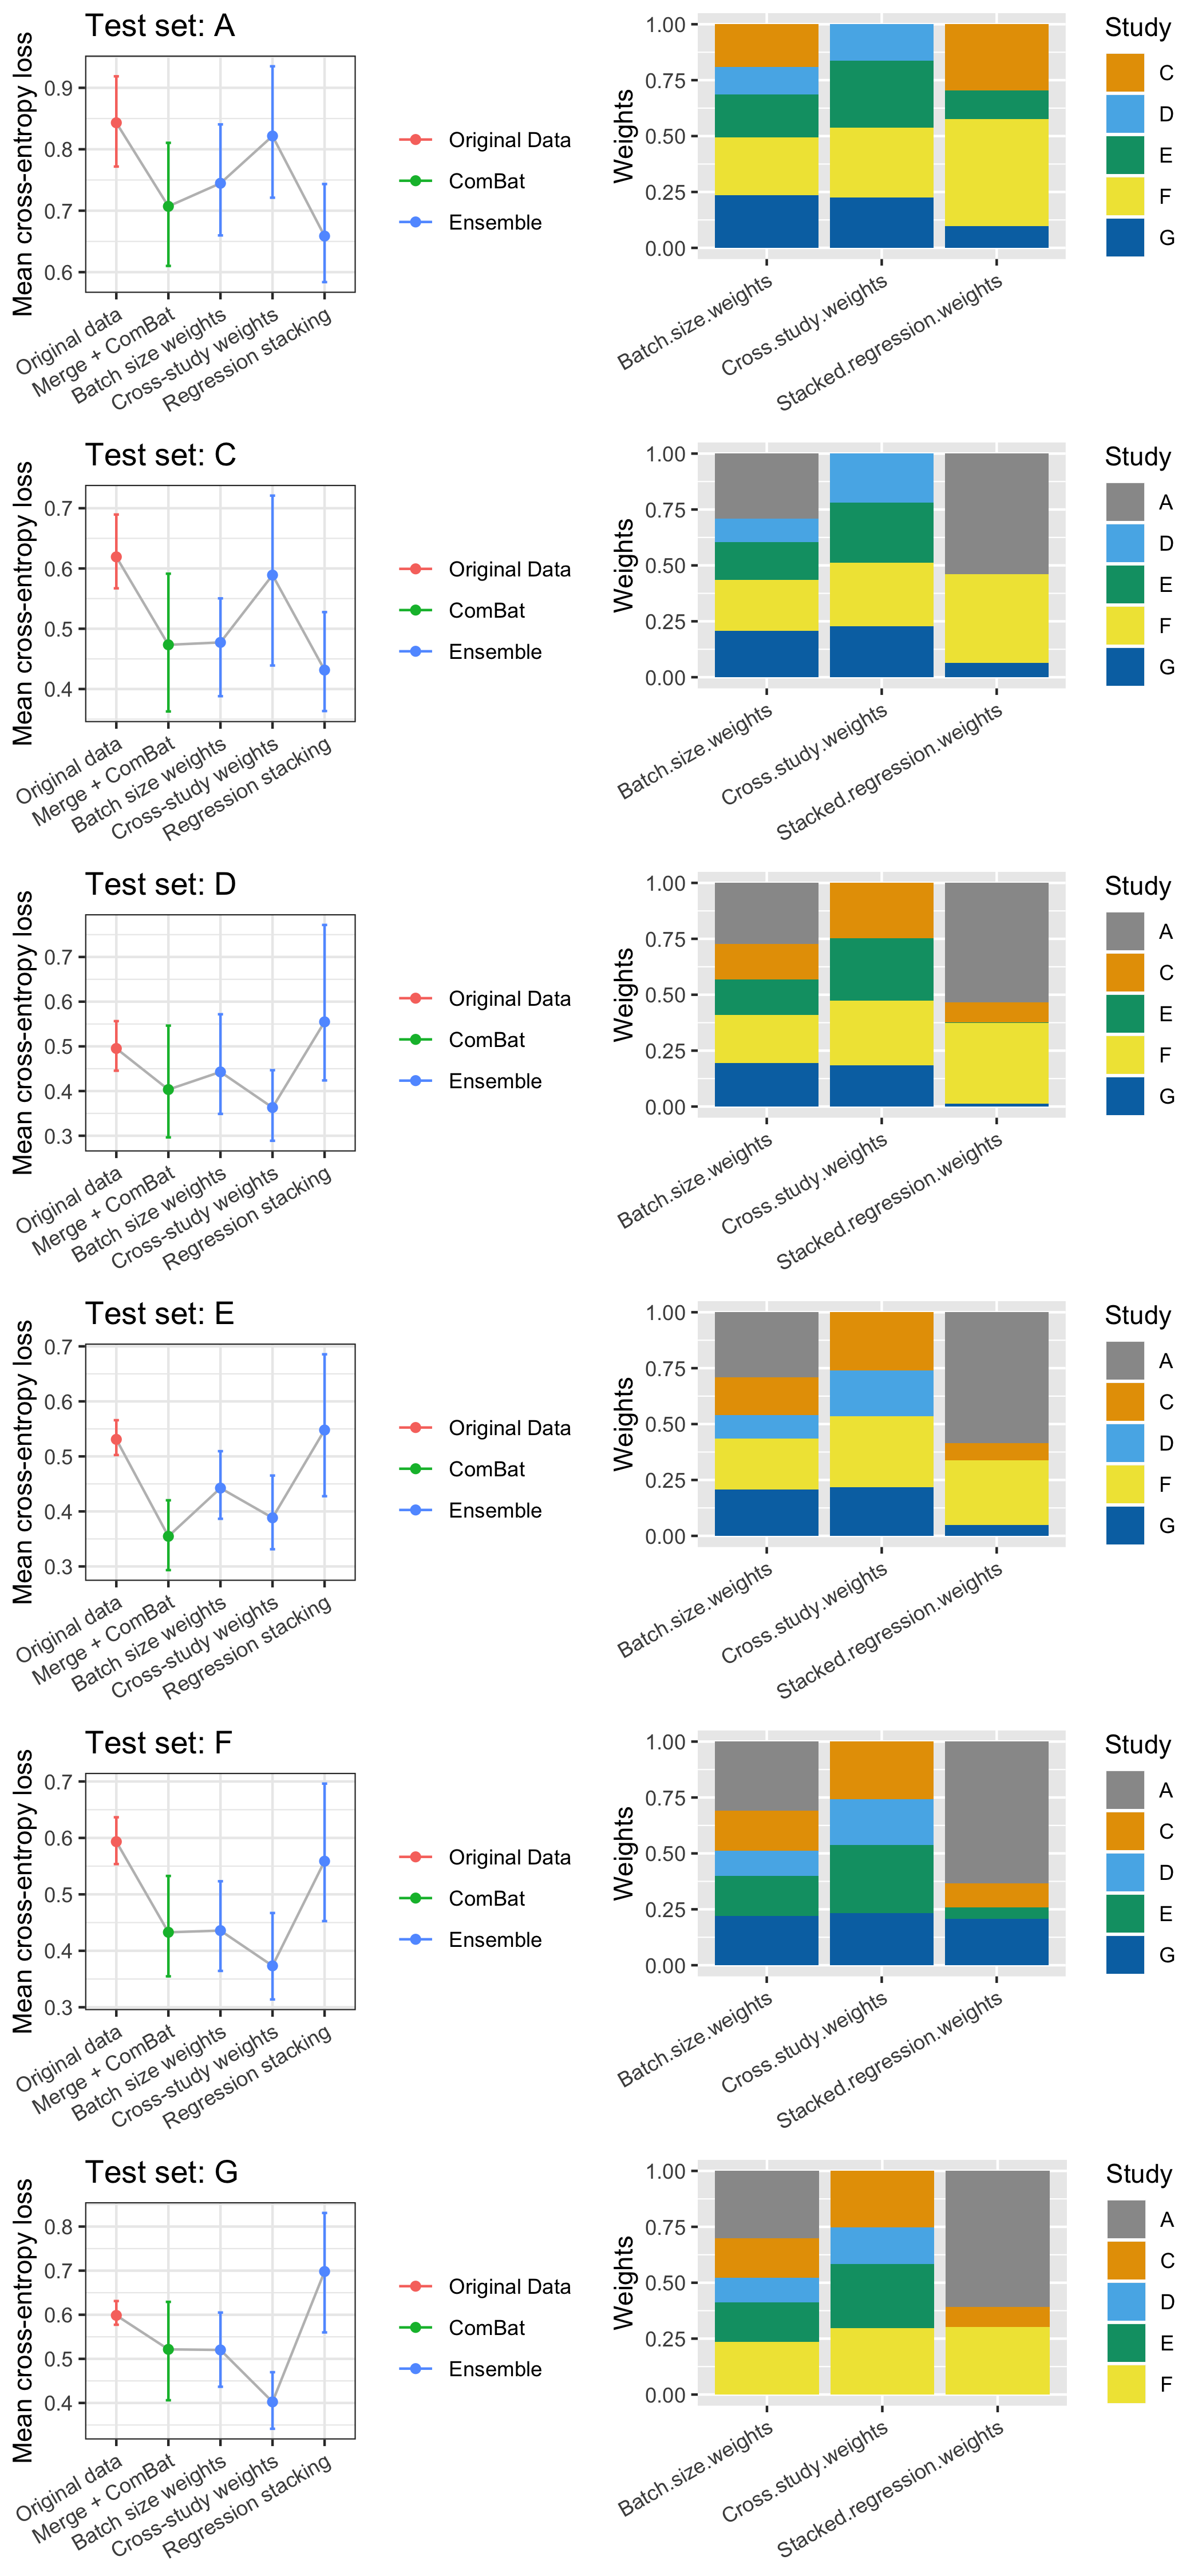 Test set: A
Mean cross-entropy loss
0.9
0.8
0.7
0.6
Original data
Merge + ComBat
Batch size weights
Cross-study weights
Regression stacking
Original Data
ComBat
Ensemble
Weights
1.00
0.75
0.50
0.25
0.00
Batch.size.weights
Cross.study.weights
Stacked.regression.weights
Study
C
D
E
F
G
Test set: C
Mean cross-entropy loss
0.7
0.6
0.5
0.4
Original data
Merge + ComBat
Batch size weights
Cross-study weights
Regression stacking
Original Data
ComBat
Ensemble
Weights
1.00
0.75
0.50
0.25
0.00
Batch.size.weights
Cross.study.weights
Stacked.regression.weights
Study
A
D
E
F
G
Test set: D
Mean cross-entropy loss
0.7
0.6
0.5
0.4
0.3
Original data
Merge + ComBat
Batch size weights
Cross-study weights
Regression stacking
Original Data
ComBat
Ensemble
Weights
1.00
0.75
0.50
0.25
0.00
Batch.size.weights
Cross.study.weights
Stacked.regression.weights
Study
A
C
E
F
G
Test set: E
Mean cross-entropy loss
0.7
0.6
0.5
0.4
0.3
Original data
Merge + ComBat
Batch size weights
Cross-study weights
Regression stacking
Original Data
ComBat
Ensemble
Weights
1.00
0.75
0.50
0.25
0.00
Batch.size.weights
Cross.study.weights
Stacked.regression.weights
Study
A
C
D
F
G
Test set: F
Mean cross-entropy loss
0.7
0.6
0.5
0.4
0.3
Original data
Merge + ComBat
Batch size weights
Cross-study weights
Regression stacking
Original Data
ComBat
Ensemble
Weights
1.00
0.75
0.50
0.25
0.00
Batch.size.weights
Cross.study.weights
Stacked.regression.weights
Study
A
C
D
E
G
Test set: G
Mean cross-entropy loss
0.8
0.7
0.6
0.5
0.4
Original data
Merge + ComBat
Batch size weights
Cross-study weights
Regression stacking
Original Data
ComBat
Ensemble
Weights
1.00
0.75
0.50
0.25
0.00
Batch.size.weights
Cross.study.weights
Stacked.regression.weights
Study
A
C
D
E
F